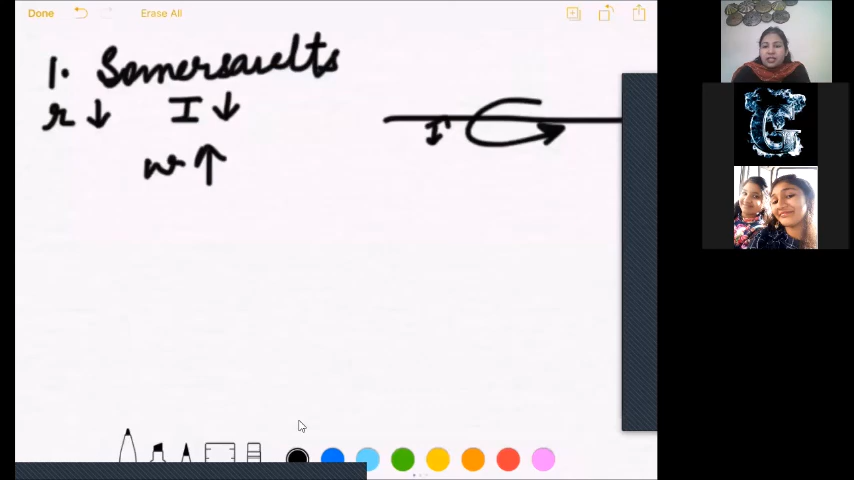 Done
Erase All
1. Somersaults
r ↓ I ↓
w ↑
I'
G